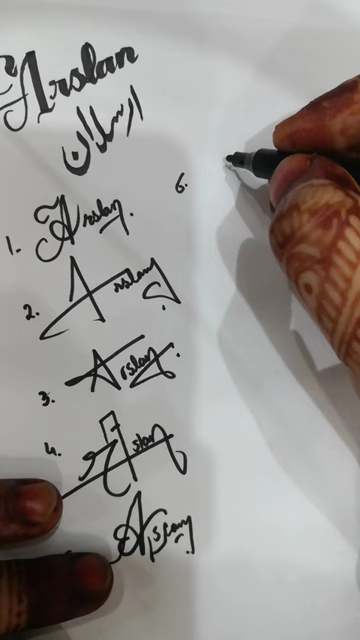 Arslan
ارسلان
1. Arslan.
2. Arslan
3. Arslan.
4. Arslan
Arslan
6.